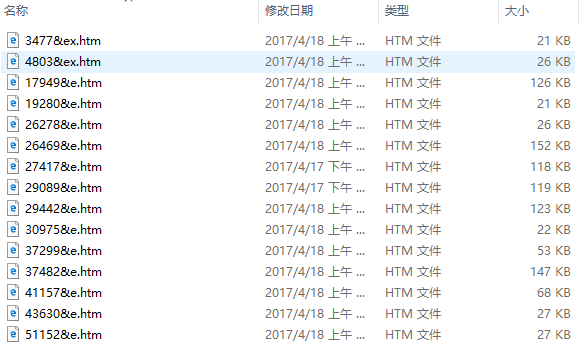 名称 修改日期 类型 大小
3477&ex.htm 2017/4/18 上午 ... HTM 文件 21 KB
4803&ex.htm 2017/4/18 上午 ... HTM 文件 26 KB
17949&e.htm 2017/4/18 上午 ... HTM 文件 126 KB
19280&e.htm 2017/4/18 上午 ... HTM 文件 21 KB
26278&e.htm 2017/4/18 上午 ... HTM 文件 26 KB
26469&e.htm 2017/4/18 上午 ... HTM 文件 152 KB
27417&e.htm 2017/4/17 下午 ... HTM 文件 118 KB
29089&e.htm 2017/4/17 下午 ... HTM 文件 119 KB
29442&e.htm 2017/4/18 上午 ... HTM 文件 123 KB
30975&e.htm 2017/4/18 上午 ... HTM 文件 22 KB
37299&e.htm 2017/4/18 上午 ... HTM 文件 53 KB
37482&e.htm 2017/4/18 上午 ... HTM 文件 147 KB
41157&e.htm 2017/4/18 上午 ... HTM 文件 68 KB
43630&e.htm 2017/4/18 上午 ... HTM 文件 27 KB
51152&e.htm 2017/4/18 上午 ... HTM 文件 27 KB